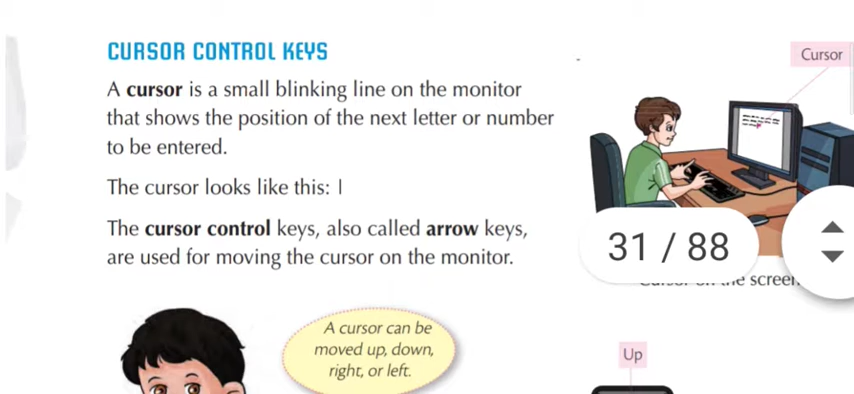 CURSOR CONTROL KEYS
A cursor is a small blinking line on the monitor
that shows the position of the next letter or number
to be entered.
The cursor looks like this: |
The cursor control keys, also called arrow keys,
are used for moving the cursor on the monitor.
Cursor
31 / 88
the screen
A cursor can be
moved up, down,
right, or left.
Up